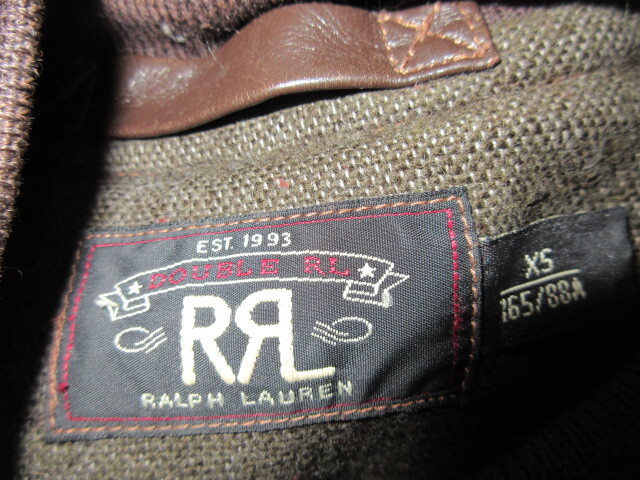 EST. 1993
DOUBLE RL
RRL
RALPH LAUREN
XS
165/88A